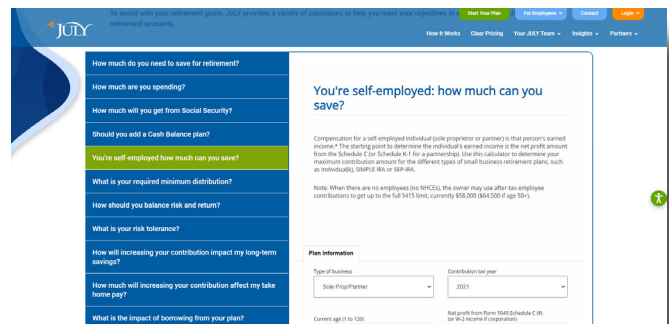 To assist with your retirement goals, JULY provides a variety of calculators to help you meet your objectives in
retirement accounts.
JULY
Start Your Plan
For Employees
Contact
Login
How It Works
Clear Pricing
Your JULY Team
Insights
Partners
How much do you need to save for retirement?
How much are you spending?
How much will you get from Social Security?
Should you add a Cash Balance plan?
You're self-employed how much can you save?
What is your required minimum distribution?
How should you balance risk and return?
What is your risk tolerance?
How will increasing your contribution impact my long-term
savings?
How much will increasing your contribution affect my take
home pay?
What is the impact of borrowing from your plan?
You're self-employed: how much can you
save?
Compensation for a self-employed individual (sole proprietor or partner) is that person's earned
income.* The starting point to determine the individual's earned income is the net profit amount
from the Schedule C (or Schedule K-1 for a partnership). Use this calculator to determine your
maximum contribution amount for the different types of small business retirement plans, such
as Individual(k), SIMPLE IRA or SEP-IRA.
Note: When there are no employees (no NHCEs), the owner may use after-tax employee
contributions to get up to the full §415 limit, currently $58,000 ($64,500 if age 50+).
Plan Information
Type of business
Sole Prop/Partner
Contribution tax year
2021
Current age (1 to 120)
Net profit from Form 1040-Schedule C ($)
(or W-2 income if corporation)